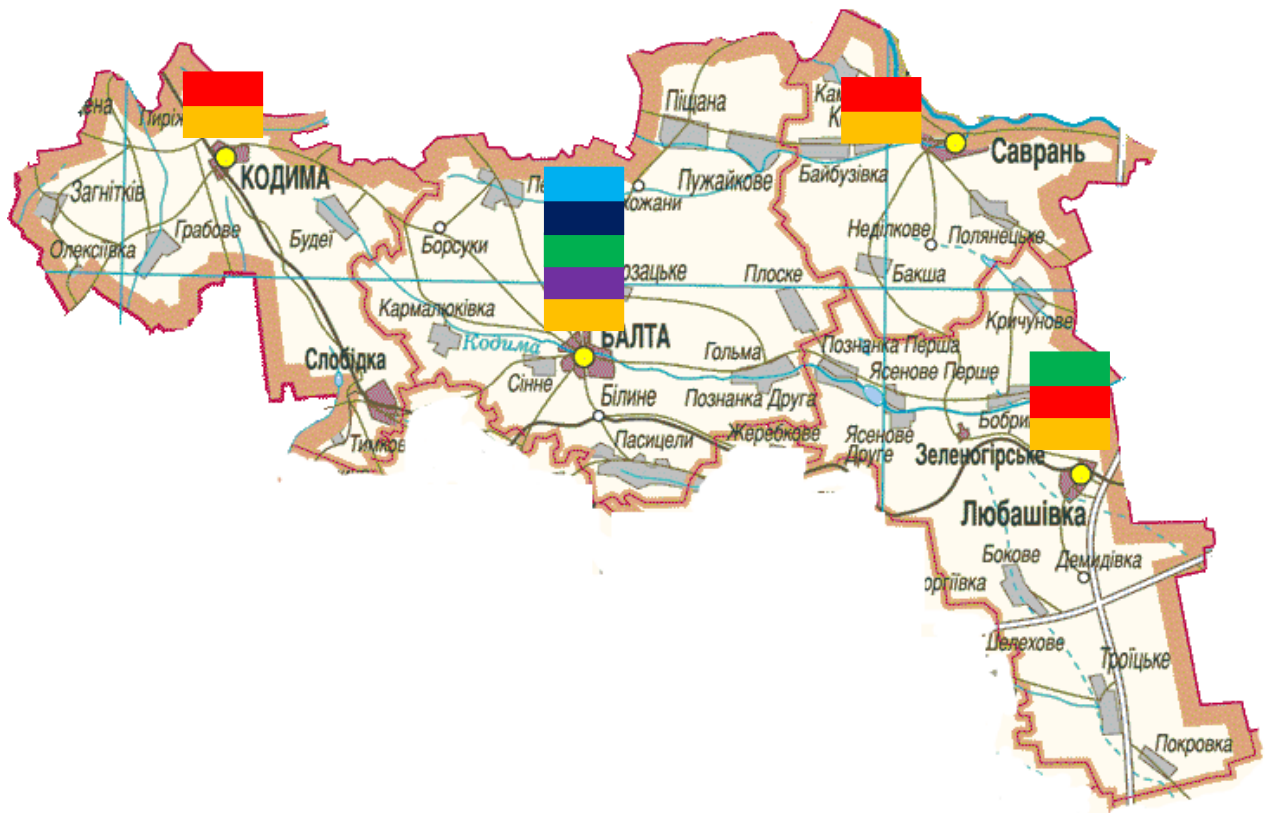 Піщана
Саврань
КОДИМА
Пужайкове
Байбузівка
Загнітків
Грабове
Будеї
Борсуки
Неділкове
Полянецьке
Олексіївка
Плоске
Бакша
Кармалюківка
Кричунове
Кодима
БАЛТА
Гольма
Познанка Перша
Слобідка
Ясенове Перше
Сінне
Білине
Познанка Друга
Пасицели
Жеребкове
Ясенове
Друге
Зеленогірське
Любашівка
Бокове
Демидівка
Троїцьке
Покровка